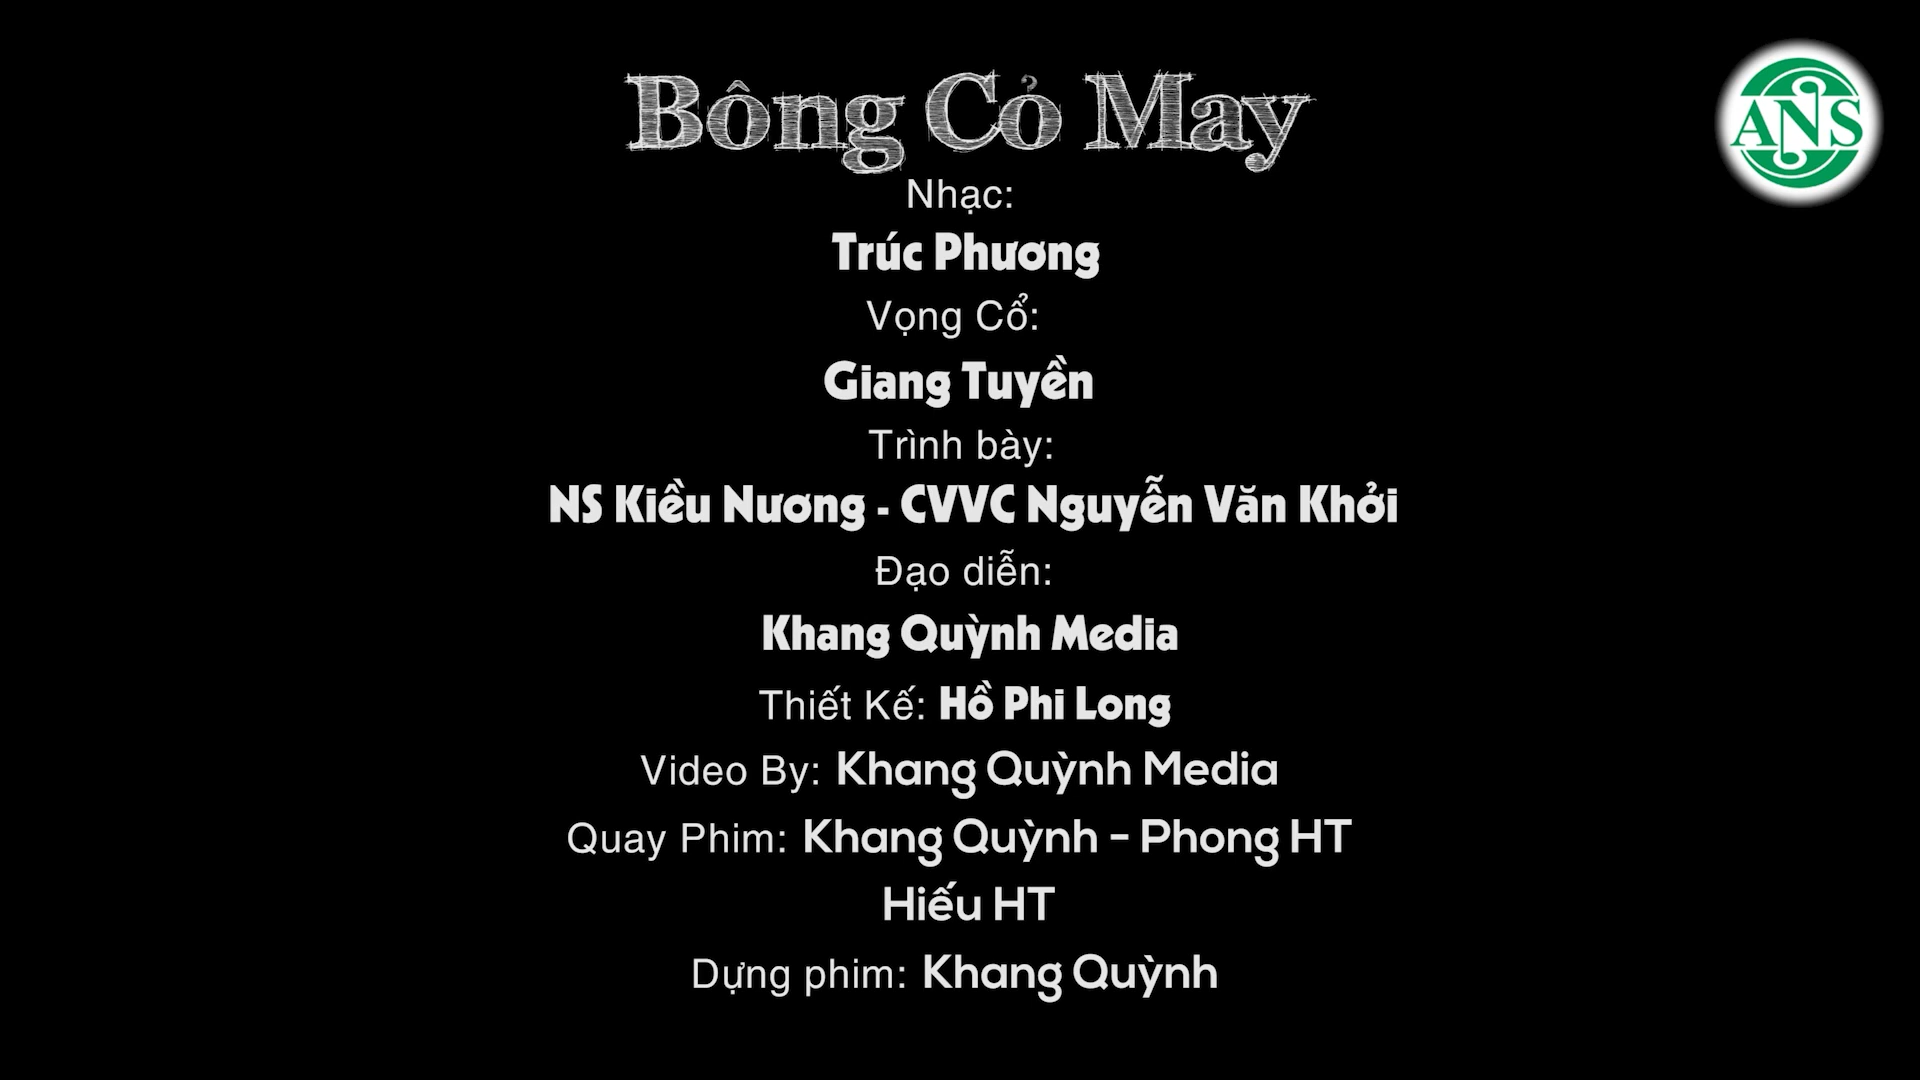 Bông Cỏ May
ANS
Nhạc:
Trúc Phương
Vọng Cổ:
Giang Tuyền
Trình bày:
NS Kiều Nương - CVVC Nguyễn Văn Khởi
Đạo diễn:
Khang Quỳnh Media
Thiết Kế: Hồ Phi Long
Video By: Khang Quỳnh Media
Quay Phim: Khang Quỳnh - Phong HT
Hiếu HT
Dựng phim: Khang Quỳnh